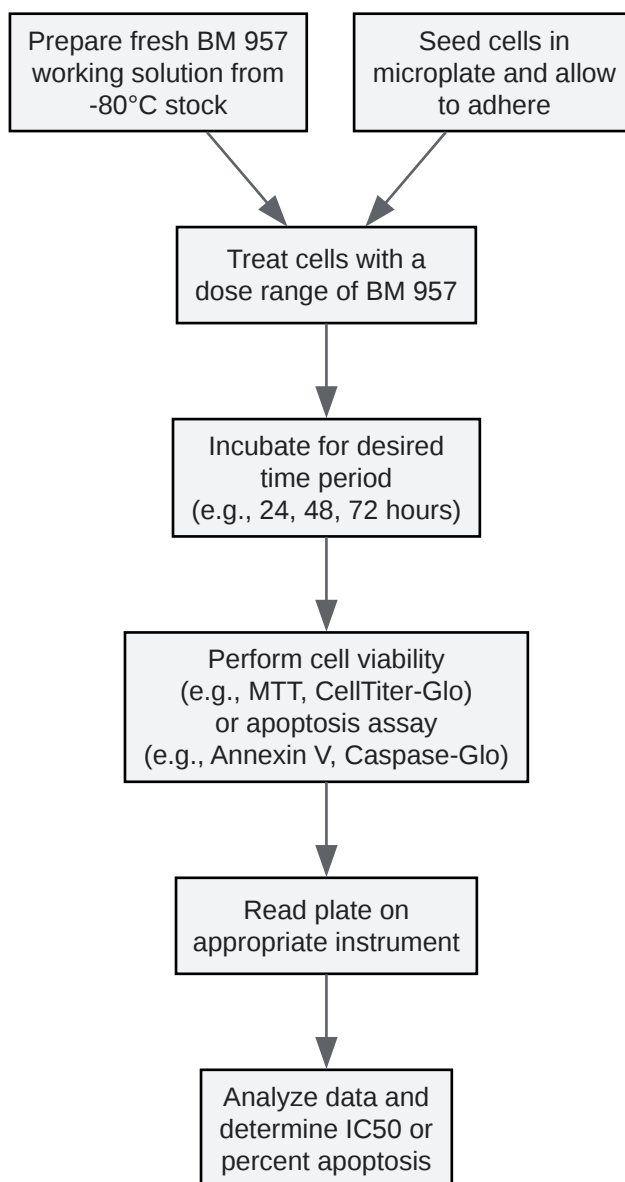 Prepare fresh BM 957
working solution from
-80°C stock
Seed cells in
microplate and allow
to adhere
Treat cells with a
dose range of BM 957
Incubate for desired
time period
(e.g., 24, 48, 72 hours)
Perform cell viability
(e.g., MTT, CellTiter-Glo)
or apoptosis assay
(e.g., Annexin V, Caspase-Glo)
Read plate on
appropriate instrument
Analyze data and
determine IC50 or
percent apoptosis